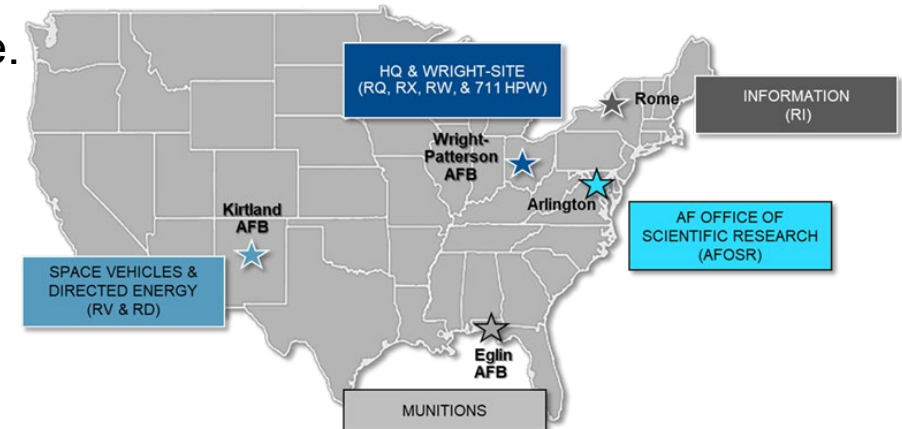 e.
HQ & WRIGHT-SITE
(RQ, RX, RW, & 711 HPW)
Rome
INFORMATION
(RI)
Wright-
Patterson
AFB
Arlington
Kirtland
AFB
AF OFFICE OF
SCIENTIFIC RESEARCH
(AFOSR)
SPACE VEHICLES &
DIRECTED ENERGY
(RV & RD)
Eglin
AFB
MUNITIONS